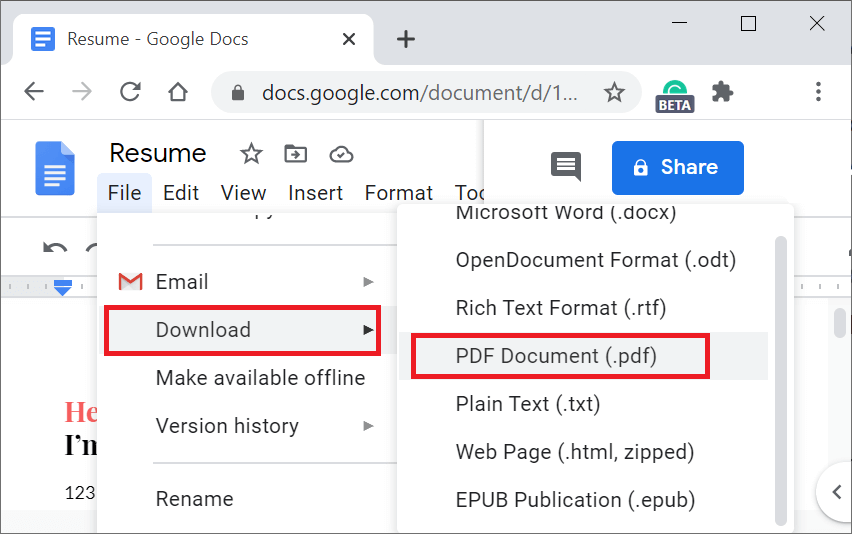 Resume - Google Docs
docs.google.com/document/d/1...
BETA
Resume
Share
File Edit View Insert Format
Email
Download
Make available offline
Version history
Rename
Microsoft Word (.docx)
OpenDocument Format (.odt)
Rich Text Format (.rtf)
PDF Document (.pdf)
Plain Text (.txt)
Web Page (.html, zipped)
EPUB Publication (.epub)
He
I'm
123